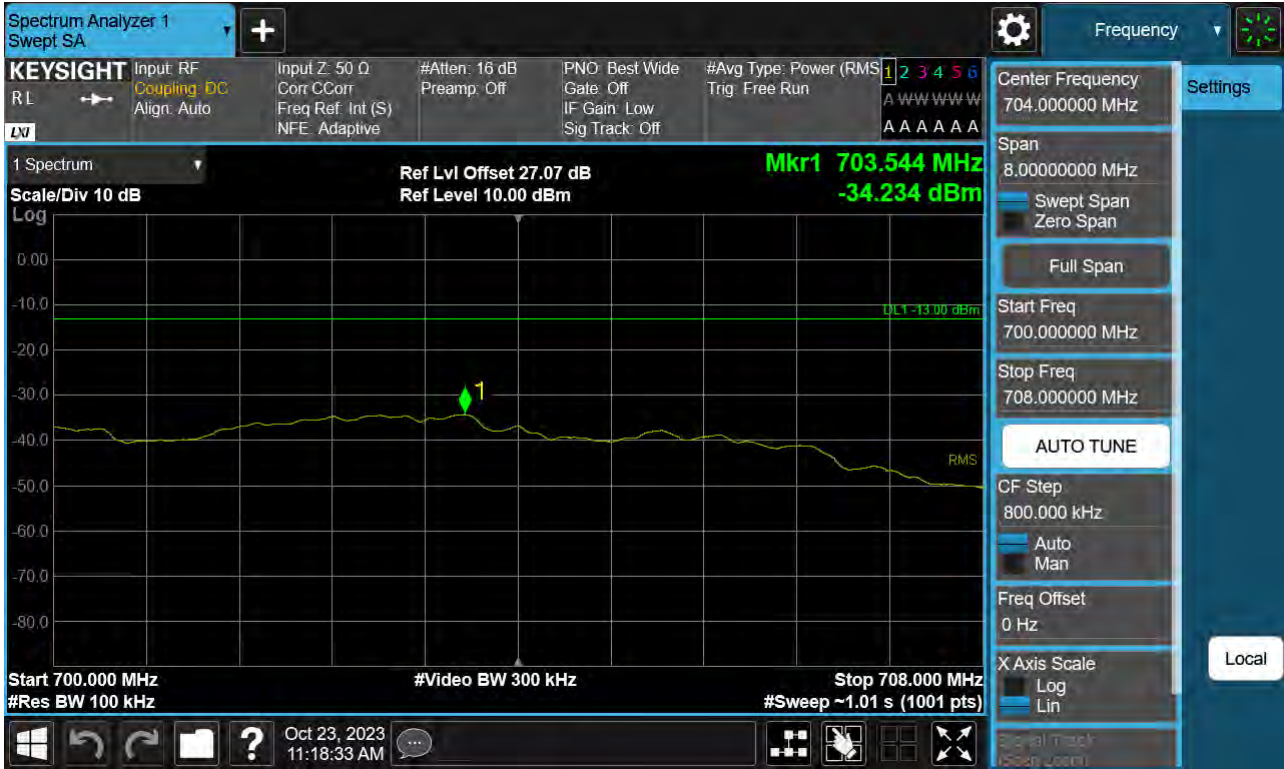 Spectrum Analyzer 1
Swept SA
+
Frequency
KEYSIGHT
RL
LXI
Input: RF
Coupling: DC
Align: Auto
Input Z: 50 Ω
Corr CCorr
Freq Ref: Int (S)
NFE: Adaptive
#Atten: 16 dB
Preamp: Off
PNO: Best Wide
Gate: Off
IF Gain: Low
Sig Track: Off
#Avg Type: Power (RMS
Trig: Free Run
1 2 3 4 5 6
A W W W W W
A A A A A A
1 Spectrum
Scale/Div 10 dB
Ref Lvl Offset 27.07 dB
Ref Level 10.00 dBm
Mkr1 703.544 MHz
-34.234 dBm
Log
0.00
-10.0
-20.0
-30.0
-40.0
-50.0
-60.0
-70.0
-80.0
DL1 -13.00 dBm
1
RMS
Start 700.000 MHz
#Res BW 100 kHz
#Video BW 300 kHz
Stop 708.000 MHz
#Sweep ~1.01 s (1001 pts)
Center Frequency
704.000000 MHz
Span
8.00000000 MHz
Swept Span
Zero Span
Full Span
Start Freq
700.000000 MHz
Stop Freq
708.000000 MHz
AUTO TUNE
CF Step
800.000 kHz
Auto
Man
Freq Offset
0 Hz
X Axis Scale
Log
Lin
Signal Track
(Span Zoom)
Settings
Local
?
Oct 23, 2023
11:18:33 AM